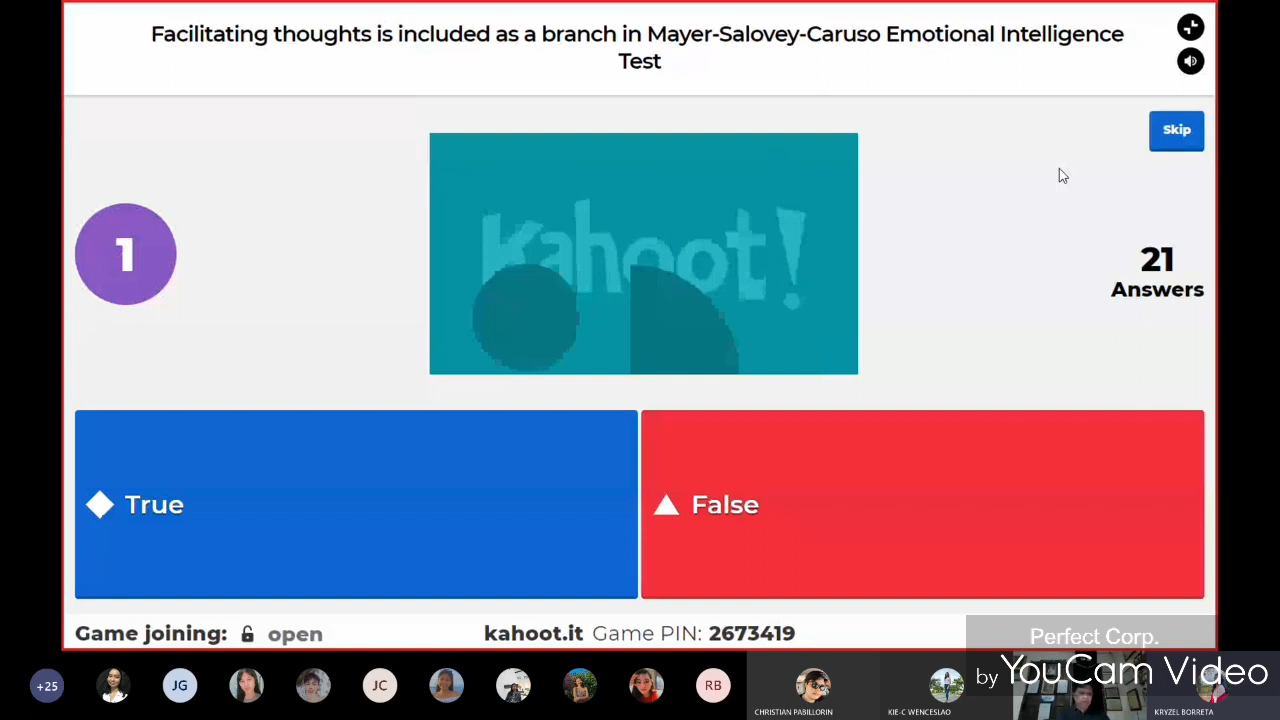 Facilitating thoughts is included as a branch in Mayer-Salovey-Caruso Emotional Intelligence
Test
Skip
1
kahoot!
21
Answers
True
False
Game joining: open
kahoot.it Game PIN: 2673419
Perfect Corp.
by YouCam Video
+25
JG
JC
RB
CHRISTIAN PABILLORIN
KIE-C WENCESLAO
KRYZEL BORRETA